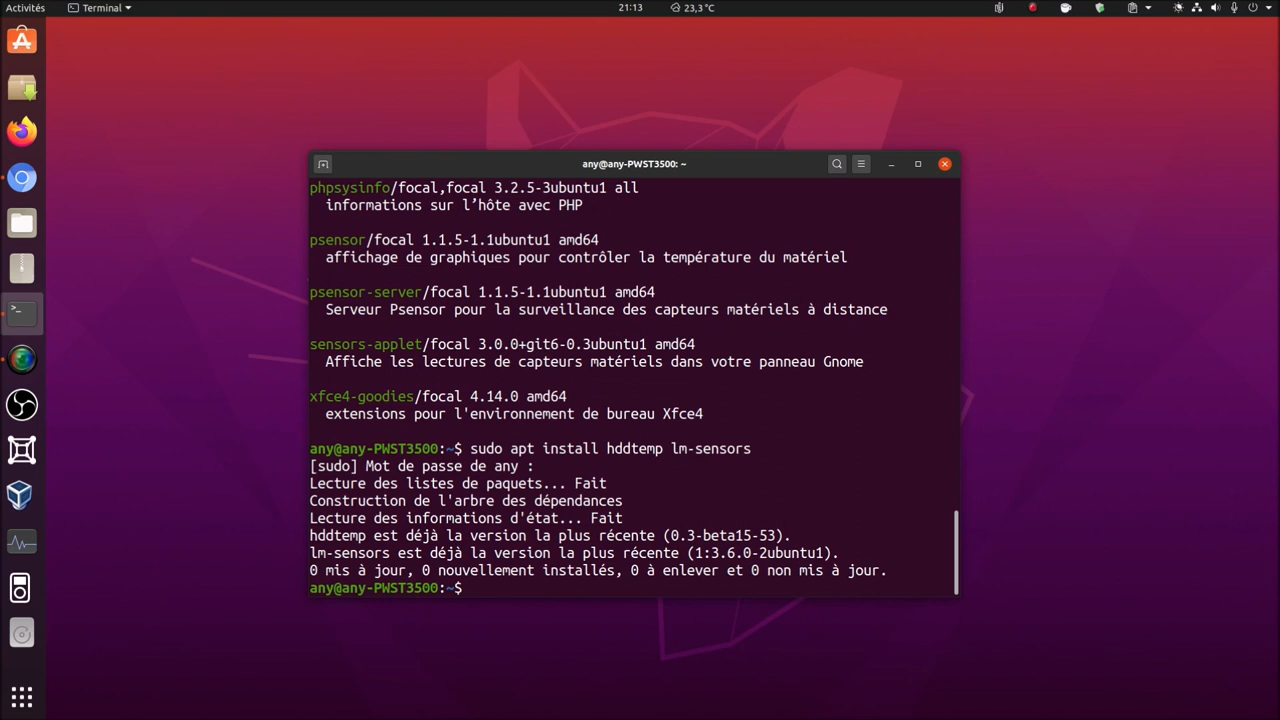 Activités
Terminal
21:13
23,3 °C
any@any-PWST3500: ~
phpsysinfo/focal,focal 3.2.5-3ubuntu1 all
informations sur l’hôte avec PHP
psensor/focal 1.1.5-1.1ubuntu1 amd64
affichage de graphiques pour contrôler la température du matériel
psensor-server/focal 1.1.5-1.1ubuntu1 amd64
Serveur Psensor pour la surveillance des capteurs matériels à distance
sensors-applet/focal 3.0.0+git6-0.3ubuntu1 amd64
Affiche les lectures de capteurs matériels dans votre panneau Gnome
xfce4-goodies/focal 4.14.0 amd64
extensions pour l'environnement de bureau Xfce4
any@any-PWST3500:~$ sudo apt install hddtemp lm-sensors
[sudo] Mot de passe de any :
Lecture des listes de paquets... Fait
Construction de l'arbre des dépendances
Lecture des informations d'état... Fait
hddtemp est déjà la version la plus récente (0.3-beta15-53).
lm-sensors est déjà la version la plus récente (1:3.6.0-2ubuntu1).
0 mis à jour, 0 nouvellement installés, 0 à enlever et 0 non mis à jour.
any@any-PWST3500:~$